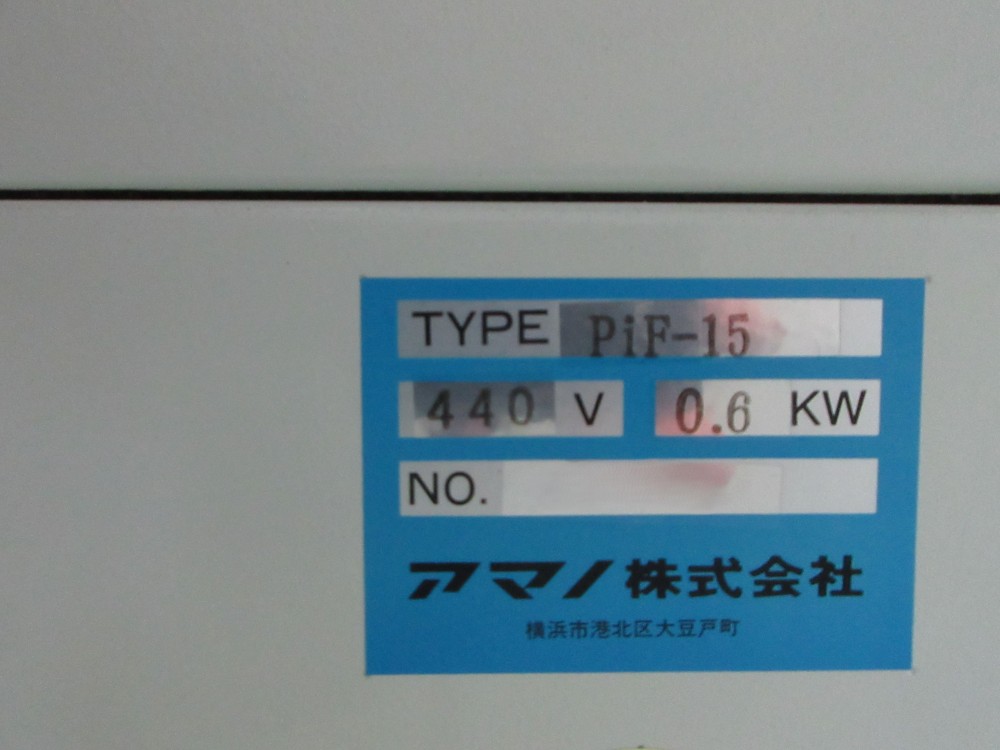 TYPE PiF-15
440 V 0.6 KW
NO.
アマノ株式会社
横浜市港北区大豆戸町